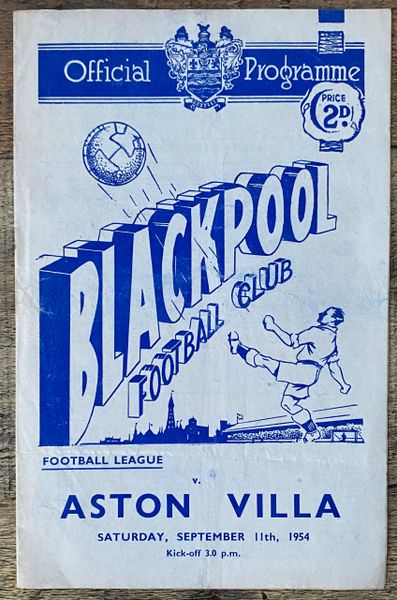 Official Programme
PRICE
2D.
BLACKPOOL
FOOTBALL CLUB
FOOTBALL LEAGUE
v.
ASTON VILLA
SATURDAY, SEPTEMBER 11th, 1954
Kick-off 3.0 p.m.